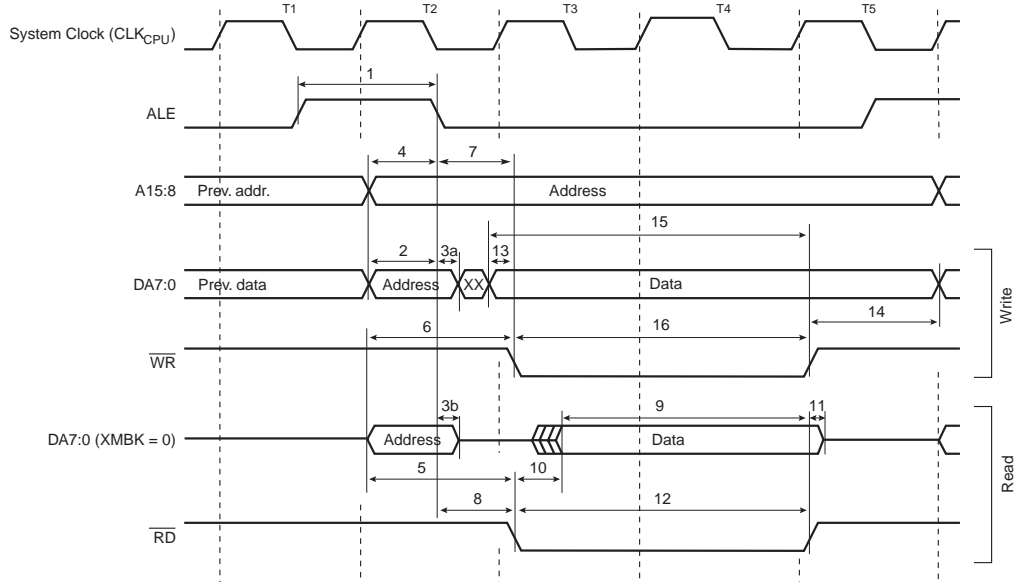 T1 T2 T3 T4 T5
System Clock (CLKCPU)
1
ALE
4 7
A15:8 Prev. addr. Address
15
2 3a 13
DA7:0 Prev. data Address XX Data
14
6 16
WR
Write
3b 9 11
DA7:0 (XMBK = 0) Address Data
5 10
8 12
RD
Read